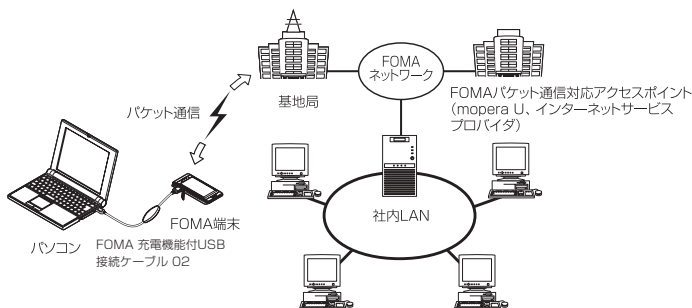 FOMA
ネットワーク
基地局
FOMAパケット通信対応アクセスポイント
(mopera U、インターネットサービス
プロバイダ)
パケット通信
FOMA端末
社内LAN
パソコン
FOMA 充電機能付USB
接続ケーブル 02